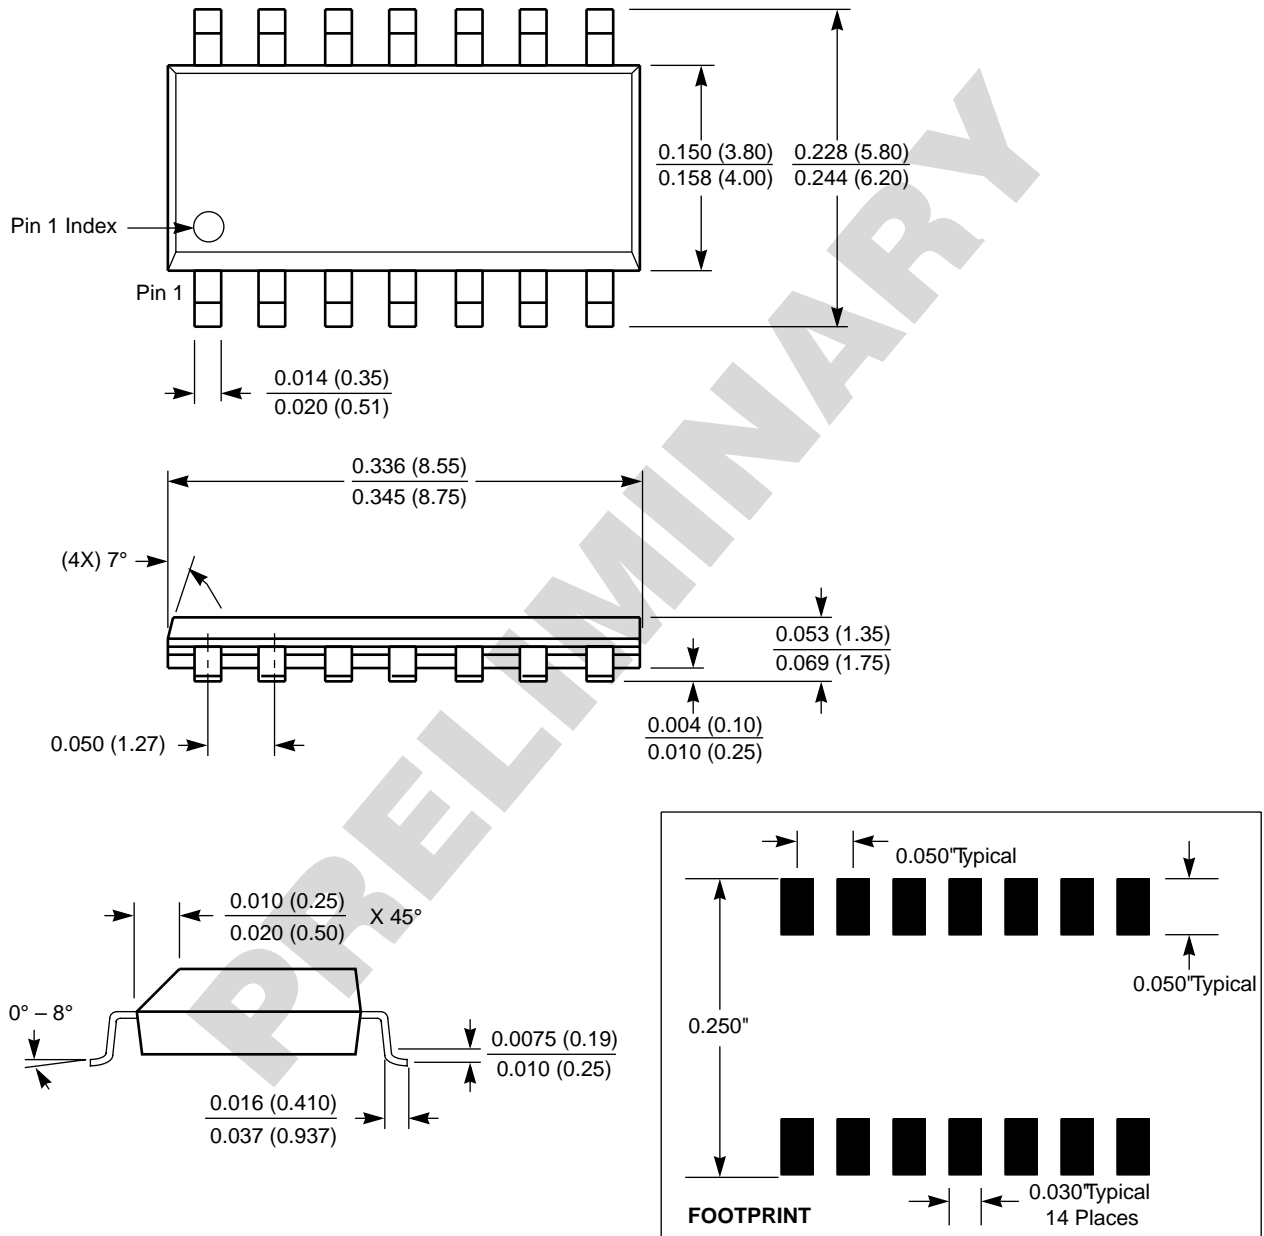 0.150 (3.80)
0.158 (4.00)
0.228 (5.80)
0.244 (6.20)
Pin 1 Index
Pin 1
0.014 (0.35)
0.020 (0.51)
0.336 (8.55)
0.345 (8.75)
(4X) 7°
0.053 (1.35)
0.069 (1.75)
0.004 (0.10)
0.010 (0.25)
0.050 (1.27)
PRELIMINARY
0.010 (0.25)
0.020 (0.50)
X 45°
0° – 8°
0.0075 (0.19)
0.010 (0.25)
0.016 (0.410)
0.037 (0.937)
0.050"Typical
0.050"Typical
0.250"
0.030"Typical
14 Places
FOOTPRINT